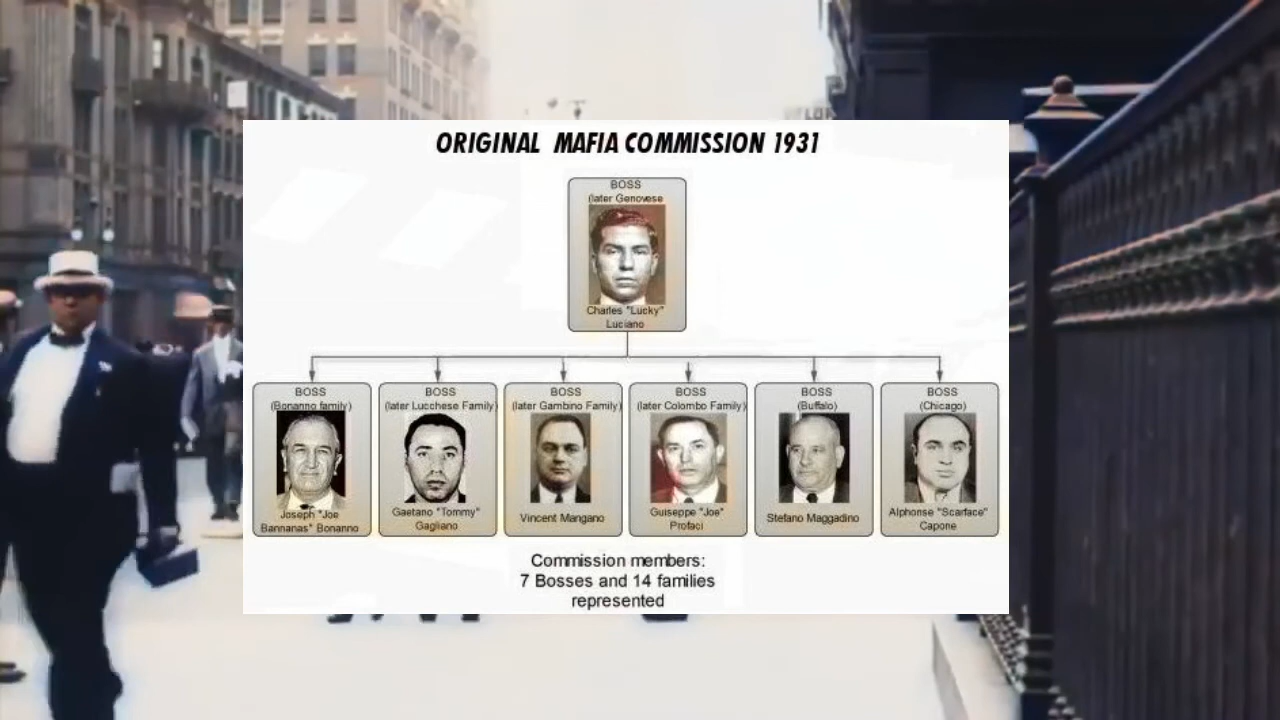 ORIGINAL MAFIA COMMISSION 1931
BOSS
(later Genovese
Charles "Lucky"
Luciano
BOSS
(Bonanno family)
Joseph "Joe
Bannanas" Bonanno
BOSS
(later Lucchese Family)
Gaetano "Tommy"
Gagliano
BOSS
(later Gambino Family)
Vincent Mangano
BOSS
(later Colombo Family)
Guiseppe "Joe"
Profaci
BOSS
(Buffalo)
Stefano Maggadino
BOSS
(Chicago)
Alphonse "Scarface"
Capone
Commission members:
7 Bosses and 14 families
represented